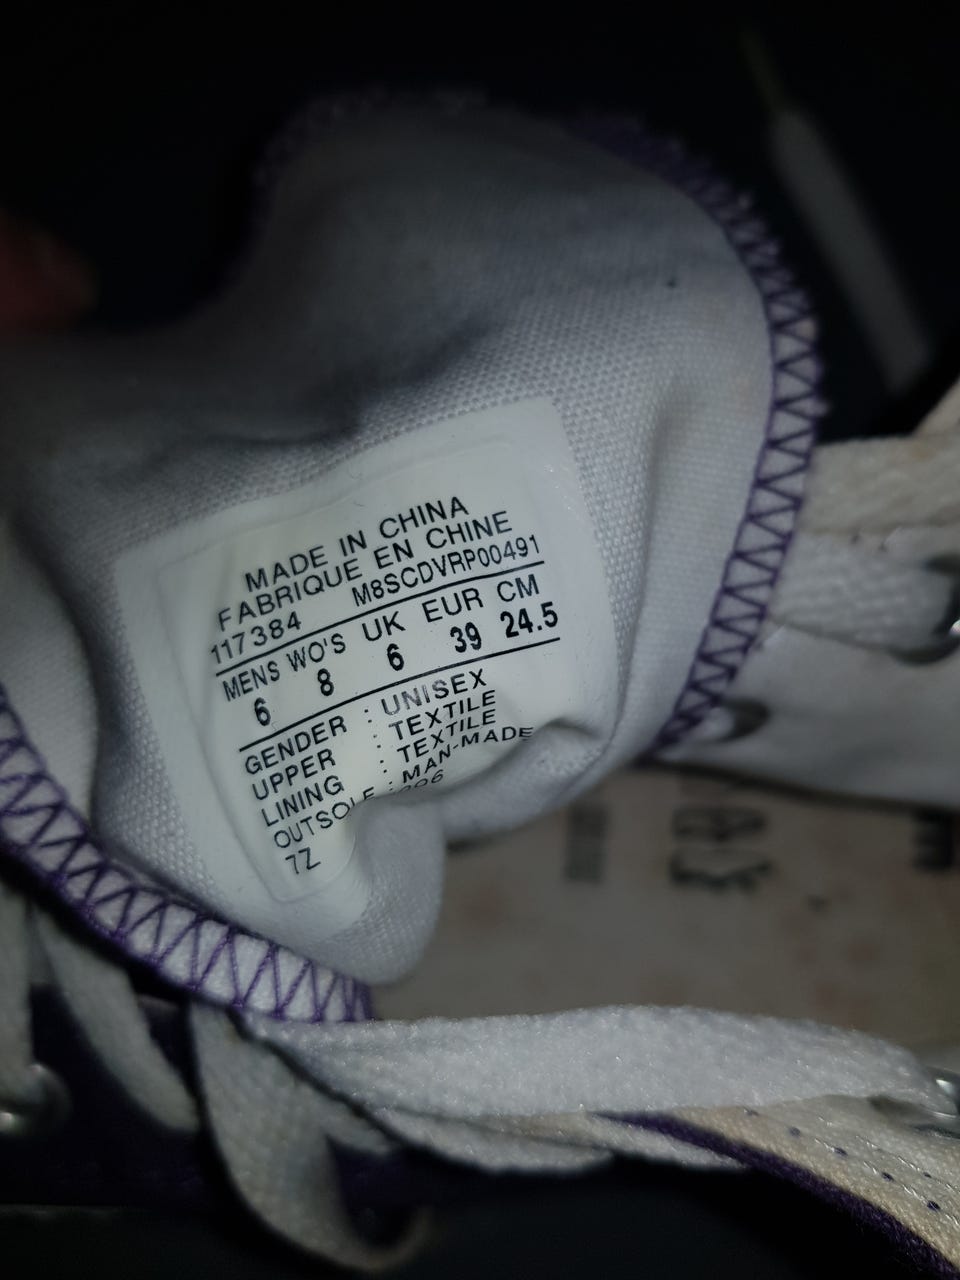 MADE IN CHINA
FABRIQUE EN CHINE
117384 M8SCDVRP00491
MENS WO'S UK EUR CM
6 8 6 39 24.5
GENDER : UNISEX
UPPER : TEXTILE
LINING : TEXTILE
OUTSOLE : MAN-MADE
7Z